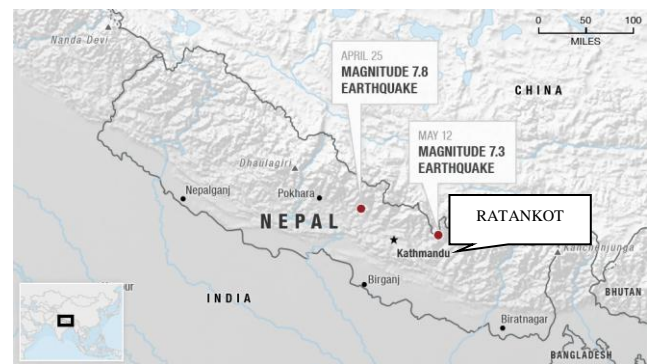 Nanda Devi
0 50 100
MILES
APRIL 25
MAGNITUDE 7.8
EARTHQUAKE
CHINA
MAY 12
MAGNITUDE 7.3
EARTHQUAKE
Dhaulagiri
Nepalganj
Pokhara
NEPAL
RATANKOT
Kathmandu
Kanchenjunga
Birganj
BHUTAN
INDIA
Biratnagar
BANGLADESH